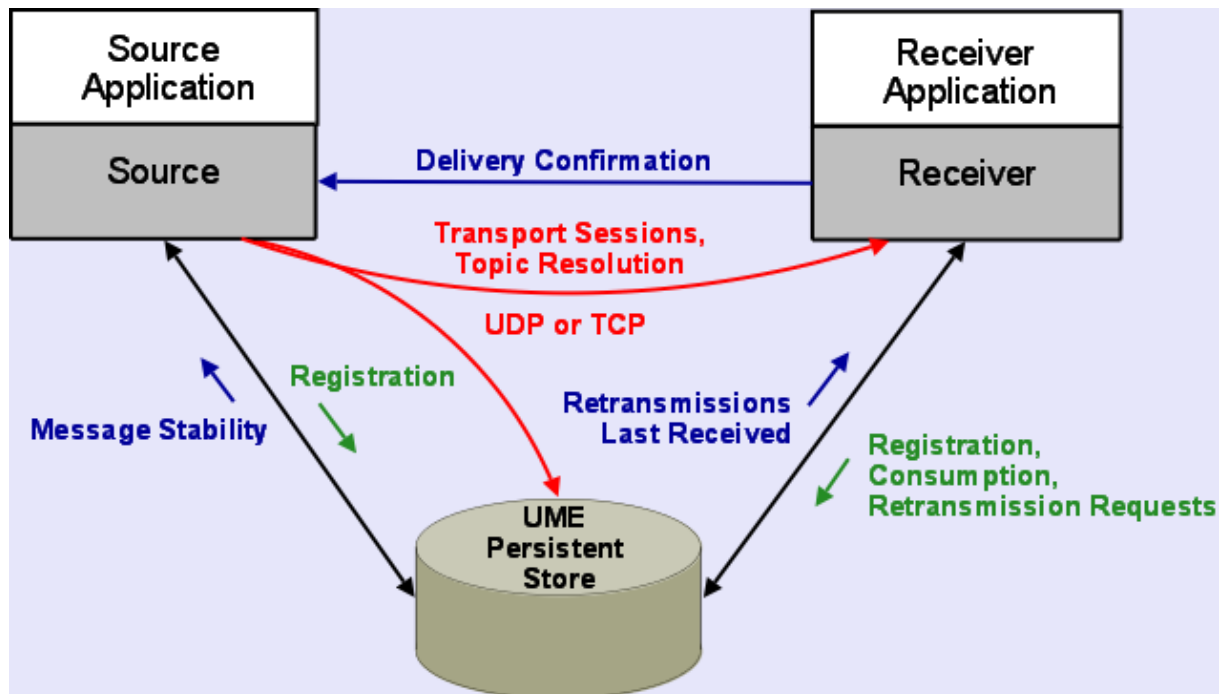 Source
Application
Source
Receiver
Application
Receiver
Delivery Confirmation
Transport Sessions,
Topic Resolution
UDP or TCP
Registration
Message Stability
Retransmissions
Last Received
Registration,
Consumption,
Retransmission Requests
UME
Persistent
Store